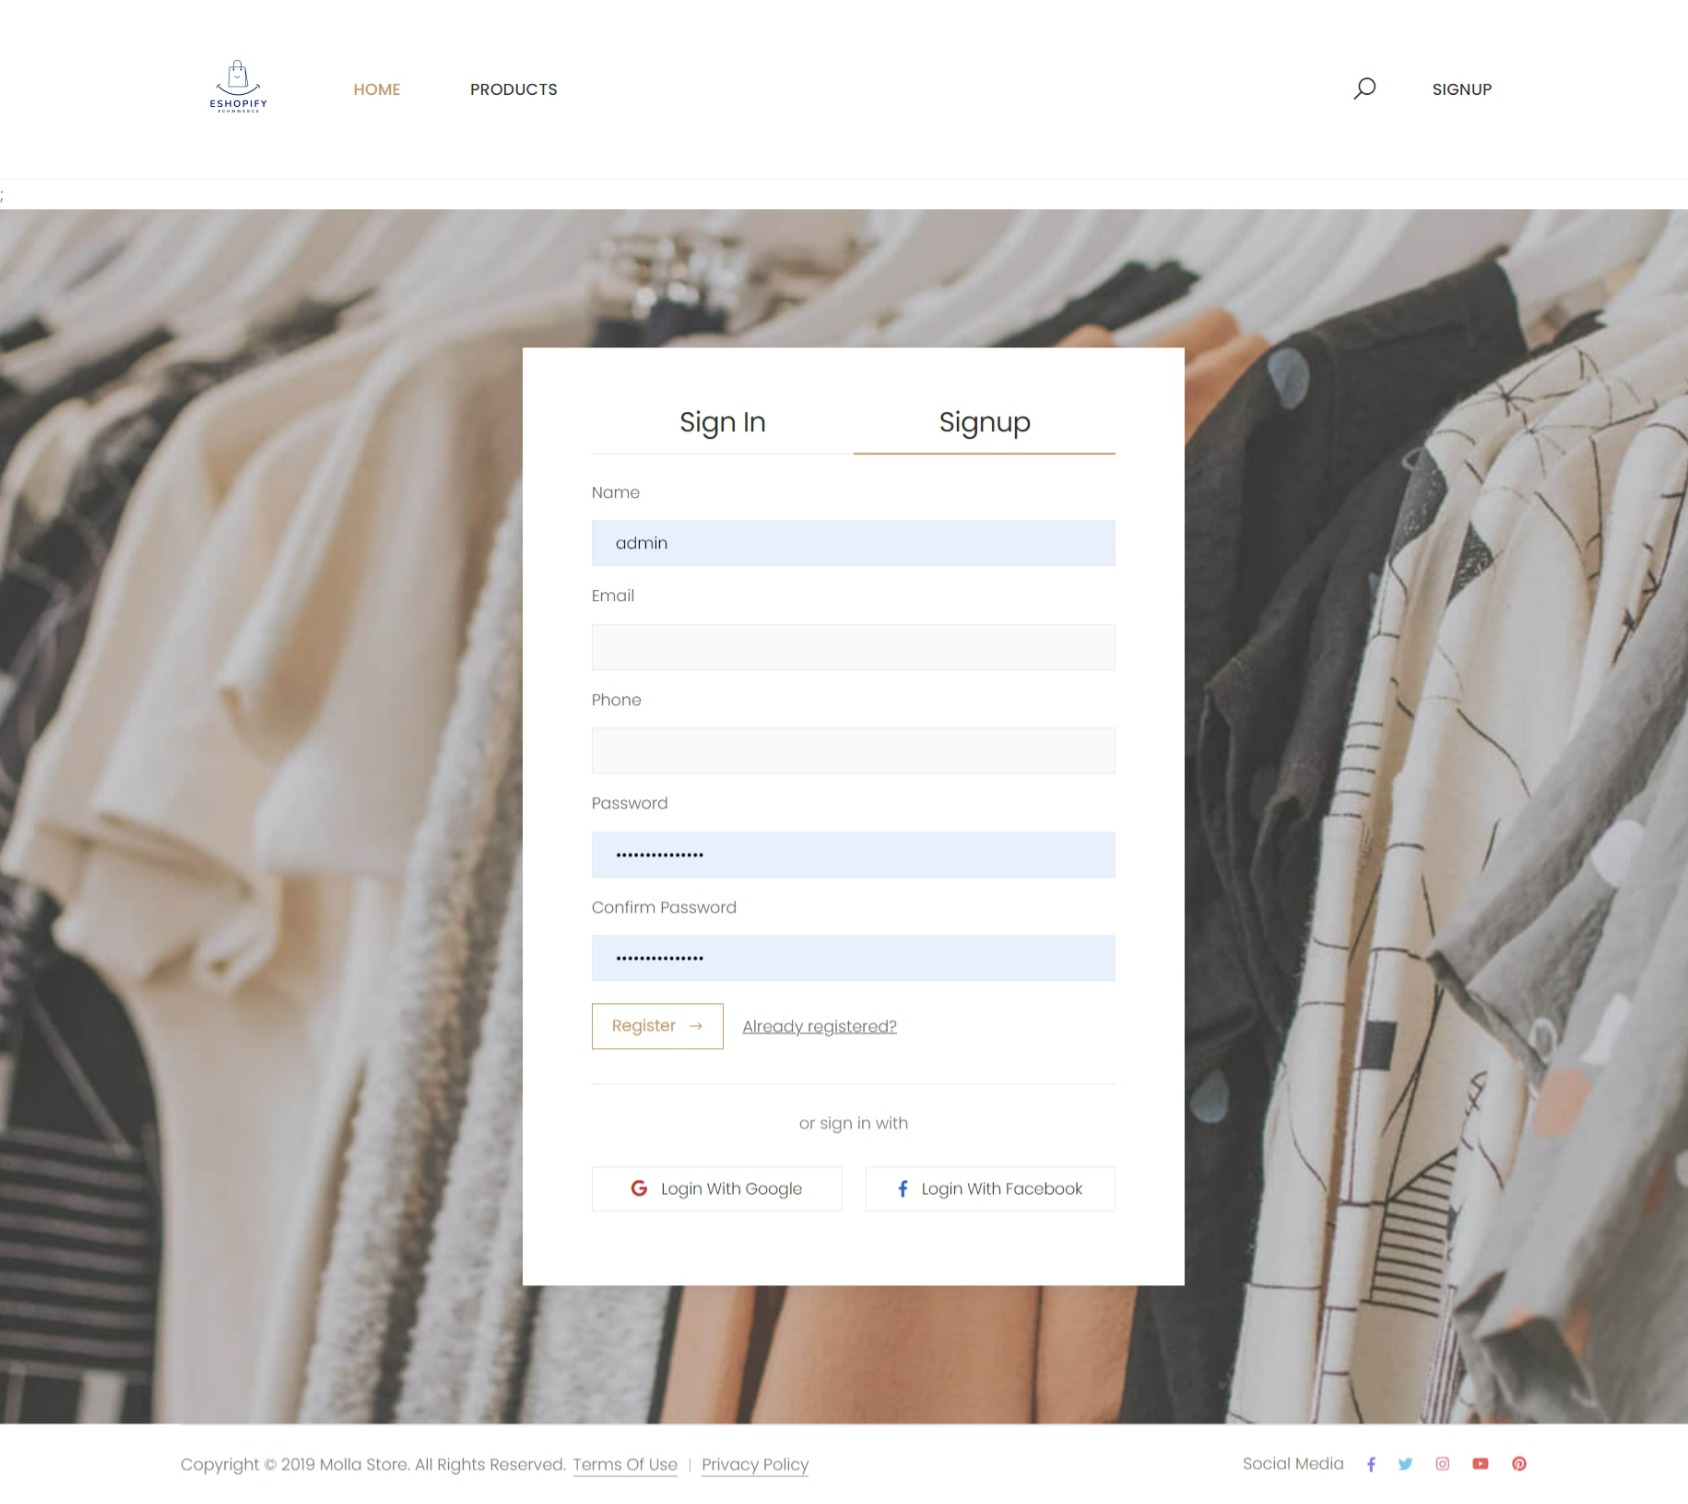 ESHOPIFY
ECOMMERCE
HOME
PRODUCTS
SIGNUP
;
Sign In
Signup
Name
admin
Email
Phone
Password
•••••••••••••••
Confirm Password
•••••••••••••••
Register →
Already registered?
or sign in with
G Login With Google
f Login With Facebook
Copyright © 2019 Molla Store. All Rights Reserved. Terms Of Use | Privacy Policy
Social Media